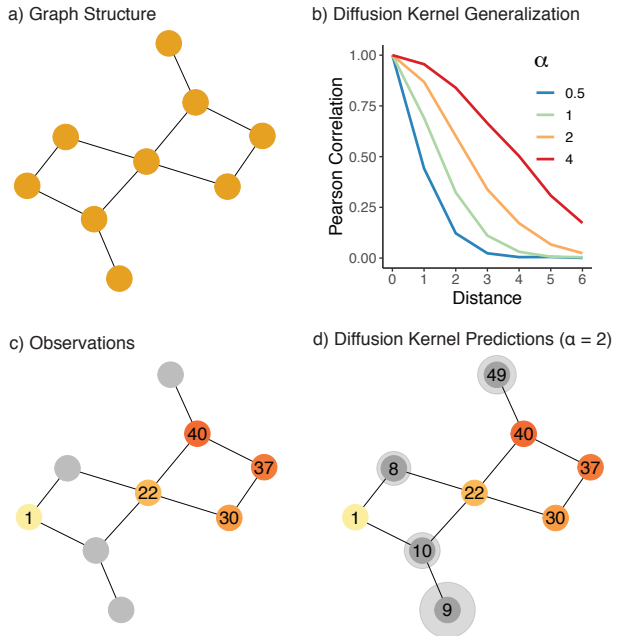 a) Graph Structure
b) Diffusion Kernel Generalization
Pearson Correlation
1.00
0.75
0.50
0.25
0.00
α
0.5
1
2
4
0 1 2 3 4 5 6
Distance
c) Observations
40
37
22
1
30
d) Diffusion Kernel Predictions (α = 2)
49
40
8
37
22
1
30
10
9